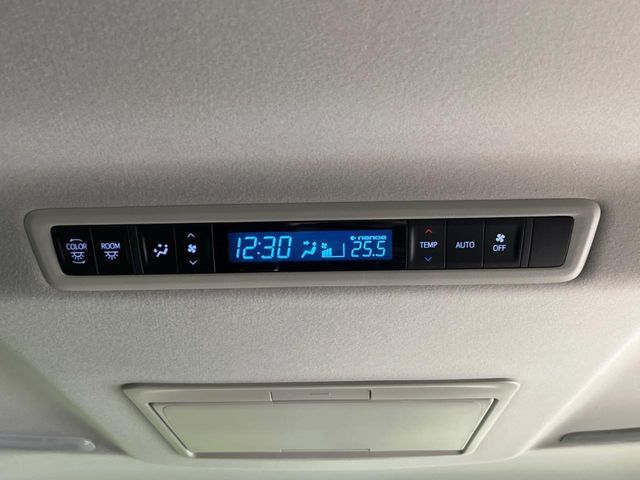 COLOR
ROOM
12:30
nanoe
25.5
TEMP
AUTO
OFF